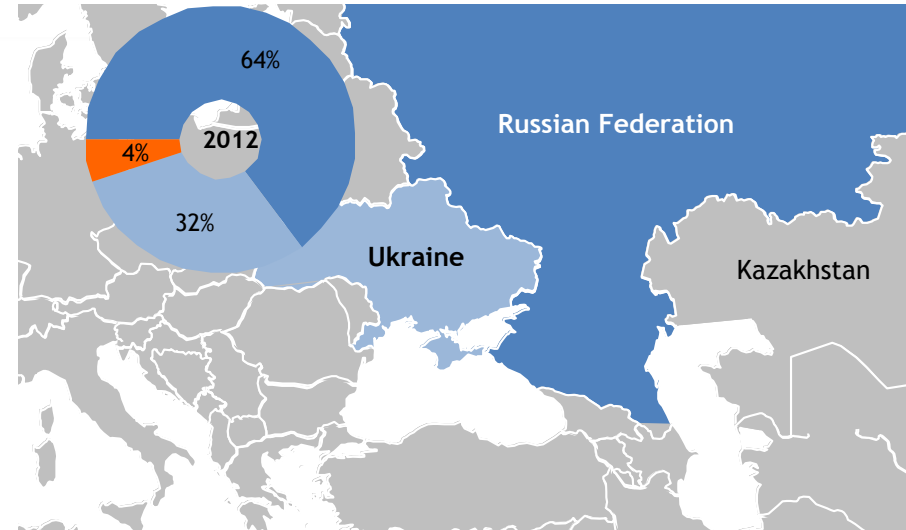 64%
Russian Federation
2012
4%
32%
Ukraine
Kazakhstan